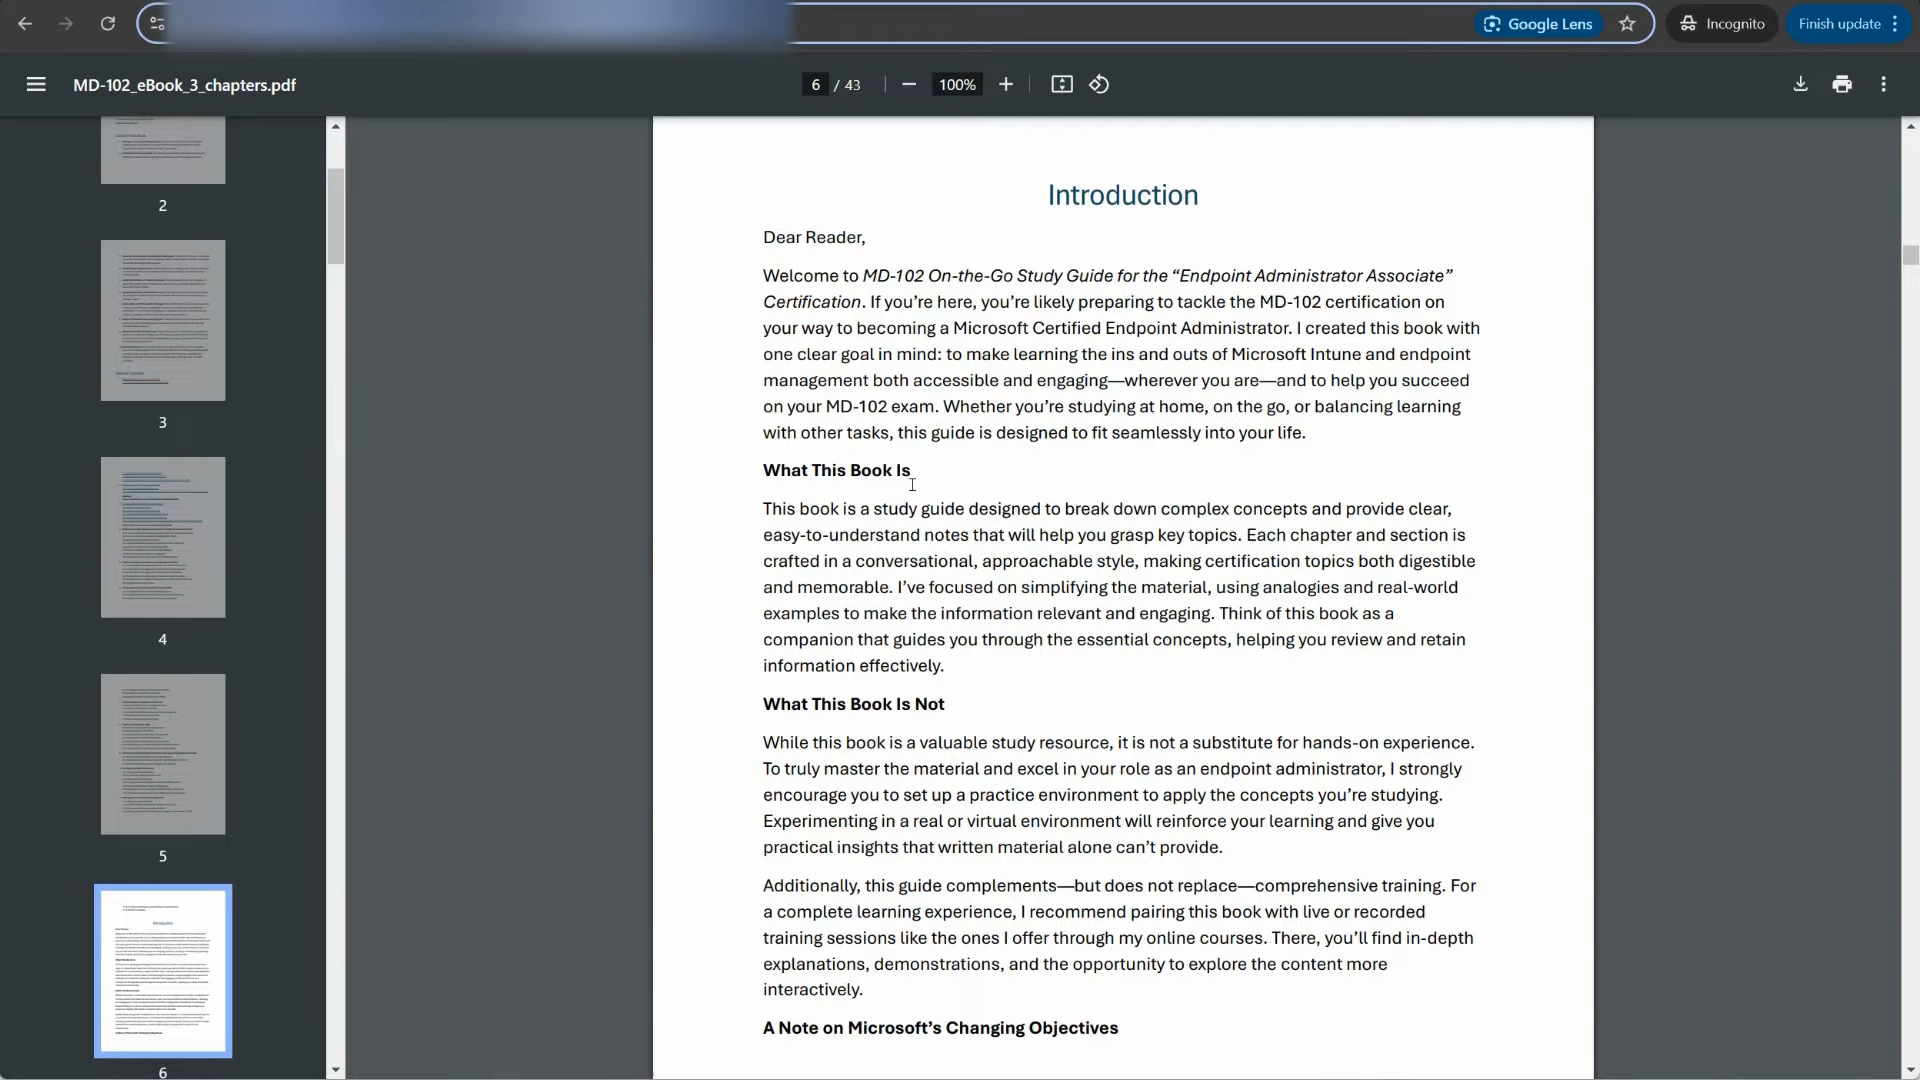 Google Lens
Incognito
Finish update
MD-102_eBook_3_chapters.pdf
6 / 43
100%
2
3
4
5
6
Introduction
Dear Reader,
Welcome to MD-102 On-the-Go Study Guide for the “Endpoint Administrator Associate”
Certification. If you’re here, you’re likely preparing to tackle the MD-102 certification on
your way to becoming a Microsoft Certified Endpoint Administrator. I created this book with
one clear goal in mind: to make learning the ins and outs of Microsoft Intune and endpoint
management both accessible and engaging—wherever you are—and to help you succeed
on your MD-102 exam. Whether you’re studying at home, on the go, or balancing learning
with other tasks, this guide is designed to fit seamlessly into your life.
What This Book Is
This book is a study guide designed to break down complex concepts and provide clear,
easy-to-understand notes that will help you grasp key topics. Each chapter and section is
crafted in a conversational, approachable style, making certification topics both digestible
and memorable. I’ve focused on simplifying the material, using analogies and real-world
examples to make the information relevant and engaging. Think of this book as a
companion that guides you through the essential concepts, helping you review and retain
information effectively.
What This Book Is Not
While this book is a valuable study resource, it is not a substitute for hands-on experience.
To truly master the material and excel in your role as an endpoint administrator, I strongly
encourage you to set up a practice environment to apply the concepts you’re studying.
Experimenting in a real or virtual environment will reinforce your learning and give you
practical insights that written material alone can’t provide.
Additionally, this guide complements—but does not replace—comprehensive training. For
a complete learning experience, I recommend pairing this book with live or recorded
training sessions like the ones I offer through my online courses. There, you’ll find in-depth
explanations, demonstrations, and the opportunity to explore the content more
interactively.
A Note on Microsoft’s Changing Objectives